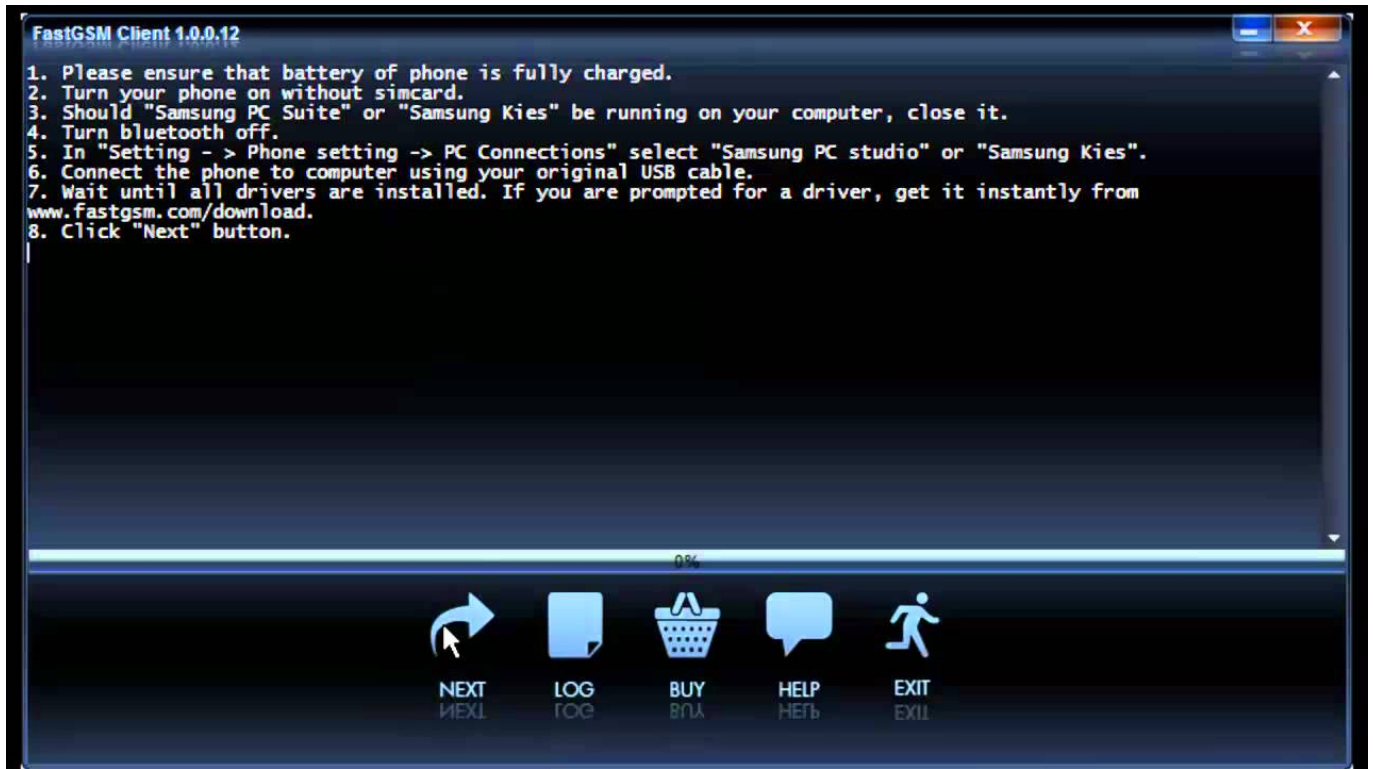 FastGSM Client 1.0.0.12
1. Please ensure that battery of phone is fully charged.
2. Turn your phone on without simcard.
3. Should "Samsung PC Suite" or "Samsung Kies" be running on your computer, close it.
4. Turn bluetooth off.
5. In "Setting - > Phone setting -> PC Connections" select "Samsung PC studio" or "Samsung Kies".
6. Connect the phone to computer using your original USB cable.
7. Wait until all drivers are installed. If you are prompted for a driver, get it instantly from
www.fastgsm.com/download.
8. Click "Next" button.
0%
NEXT LOG BUY HELP EXIT